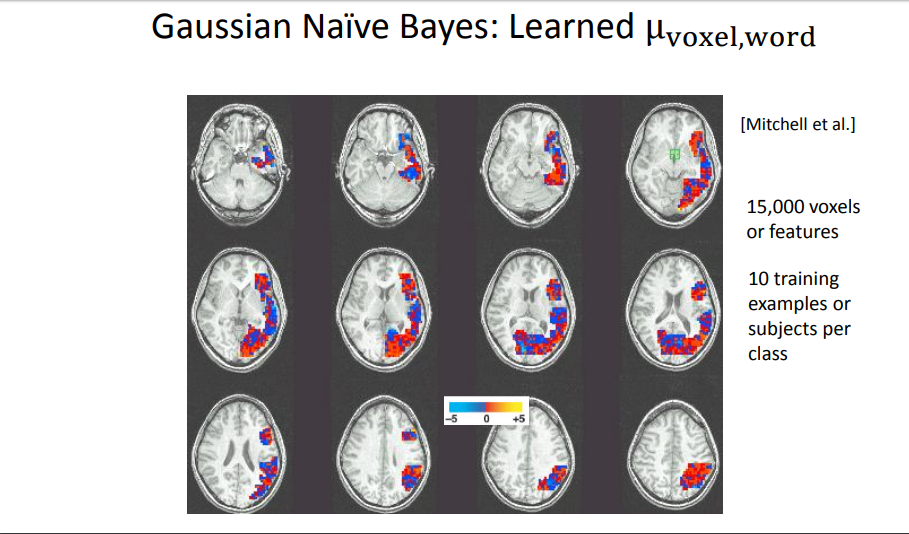 Gaussian Naïve Bayes: Learned μvoxel,word
[Mitchell et al.]
15,000 voxels
or features
10 training
examples or
subjects per
class
−5 0 +5